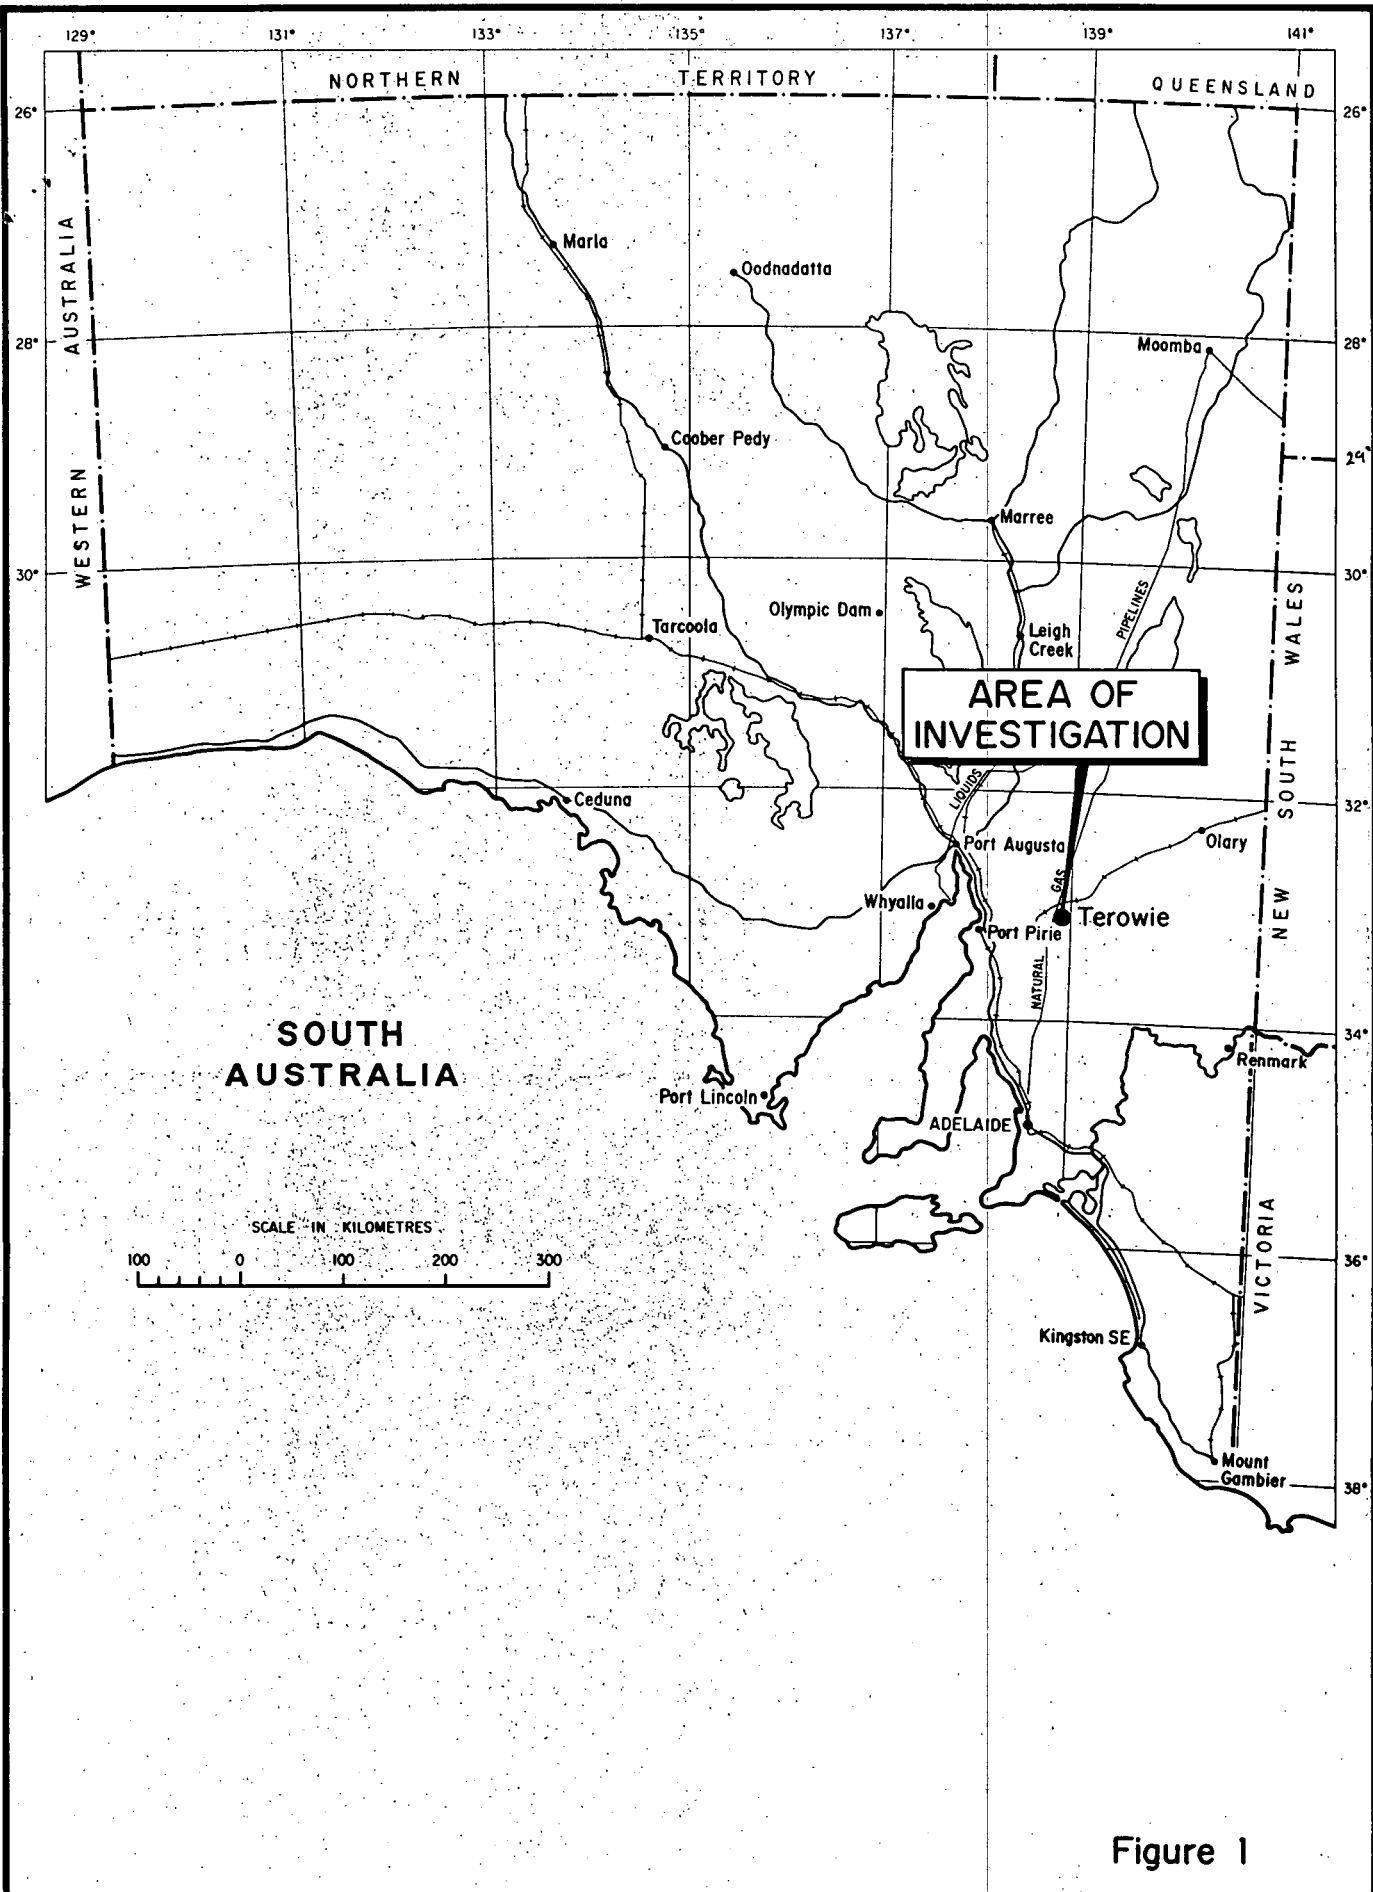 129° 131° 133° 135° 137° 139° 141°
NORTHERN TERRITORY QUEENSLAND
26° 26°
WESTERN AUSTRALIA
Marla
Oodnadatta
28° 28°
Moomba
Coober Pedy
29°
Marree
30° 30°
PIPELINES
Olympic Dam
Tarcoola
Leigh
Creek
NEW SOUTH WALES
AREA OF
INVESTIGATION
LIQUIDS
Ceduna
32°
Port Augusta
Olary
GAS
Whyalla
Terowie
Port Pirie
NATURAL
SOUTH
AUSTRALIA
34°
Renmark
Port Lincoln
ADELAIDE
VICTORIA
SCALE IN KILOMETRES
100 0 100 200 300
36°
Kingston SE
Mount
Gambier
38°
Figure 1